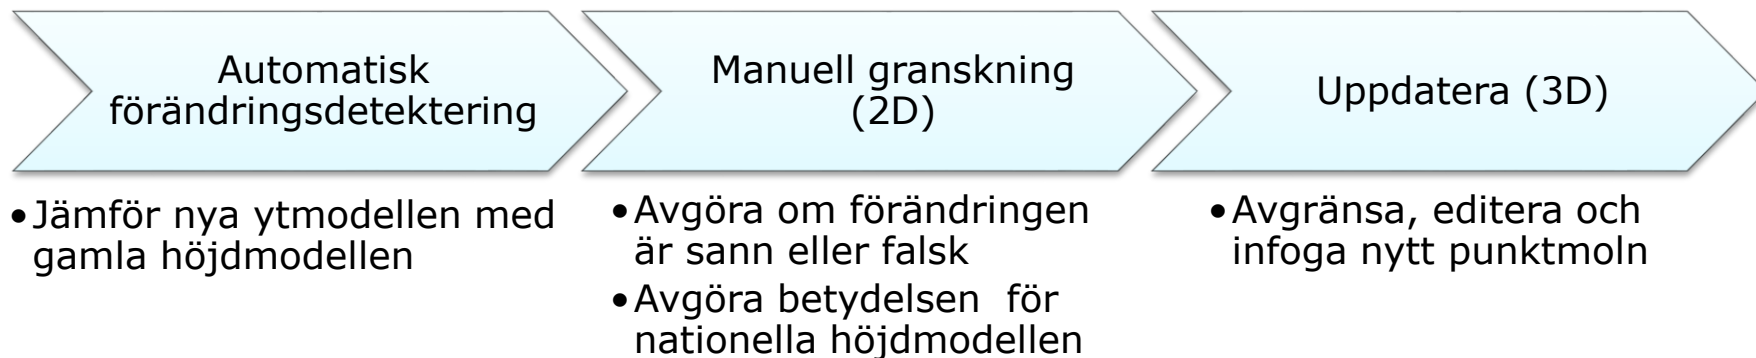 Automatisk
förändringsdetektering
•Jämför nya ytmodellen med
gamla höjdmodellen
Manuell granskning
(2D)
•Avgöra om förändringen
är sann eller falsk
•Avgöra betydelsen för
nationella höjdmodellen
Uppdatera (3D)
•Avgränsa, editera och
infoga nytt punktmoln